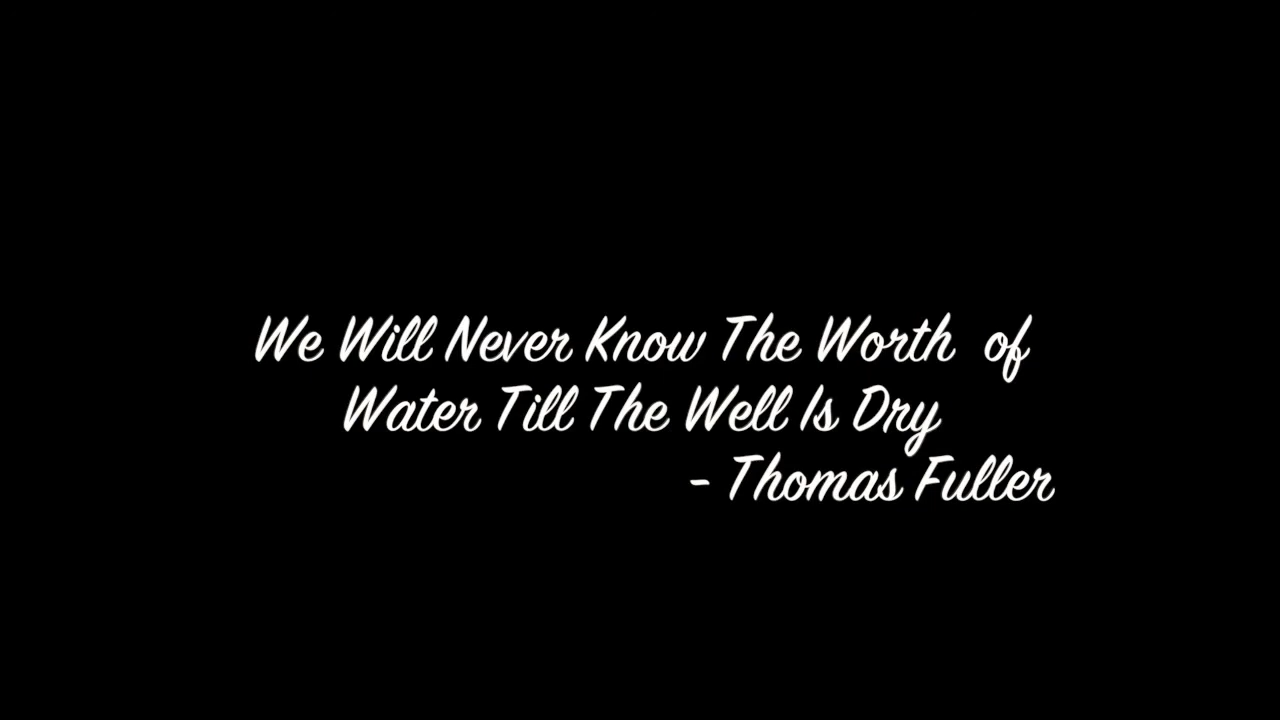 We Will Never Know The Worth of
Water Till The Well Is Dry
- Thomas Fuller